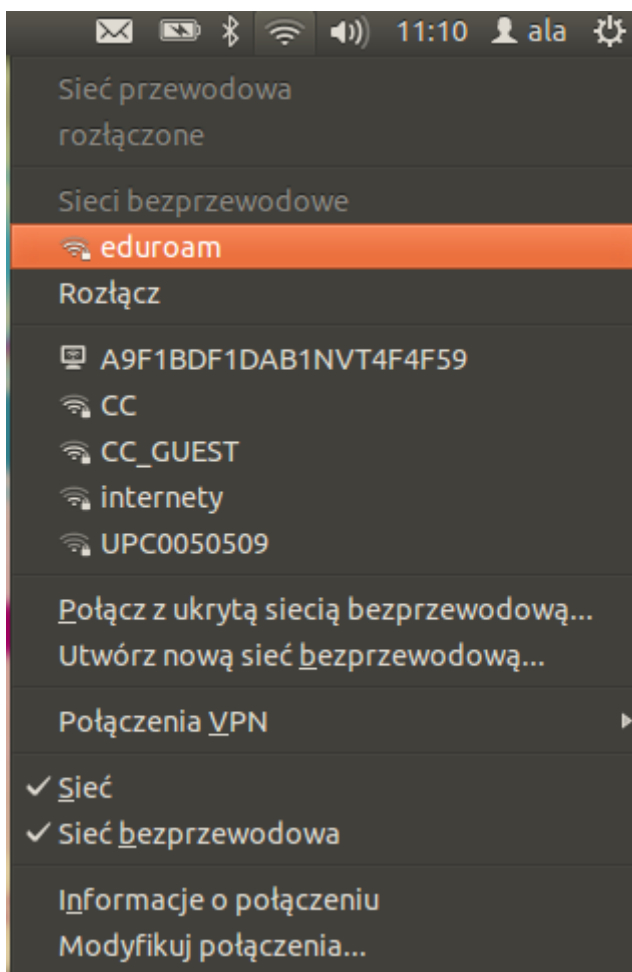 11:10 ala
Sieć przewodowa
rozłączone
Sieci bezprzewodowe
eduroam
Rozłącz
A9F1BDF1DAB1NVT4F4F59
CC
CC_GUEST
internety
UPC0050509
Połącz z ukrytą siecią bezprzewodową...
Utwórz nową sieć bezprzewodową...
Połączenia VPN
Sieć
Sieć bezprzewodowa
Informacje o połączeniu
Modyfikuj połączenia...